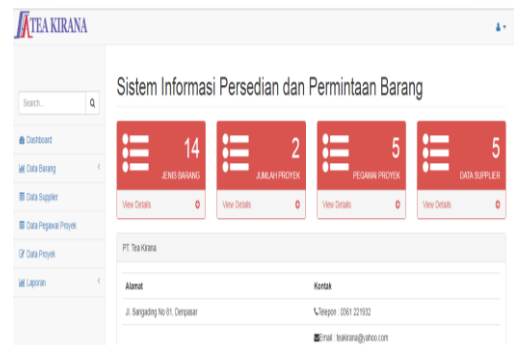 TEA KIRANA
Search...
Sistem Informasi Persedian dan Permintaan Barang
Dashboard
Data Barang
Data Supplier
Data Pegawai Proyek
Data Proyek
Laporan
14
JENIS BARANG
View Details
2
JUMLAH PROYEK
View Details
5
PEGAWAI PROYEK
View Details
5
DATA SUPPLIER
View Details
PT. Tea Kirana
Alamat Kontak
Jl. Sarigading No 81, Denpasar Telepon : 0361 221932
Email : teakirana@yahoo.com